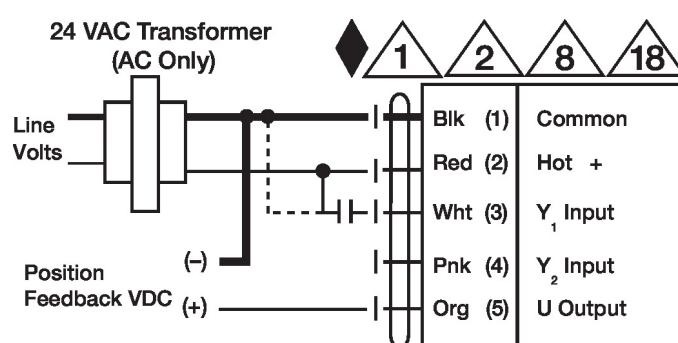 24 VAC Transformer
(AC Only)
1 2 8 18
Line
Volts
Blk (1) Common
Red (2) Hot +
Wht (3) Y1 Input
Pnk (4) Y2 Input
Org (5) U Output
Position
Feedback VDC
(–)
(+)